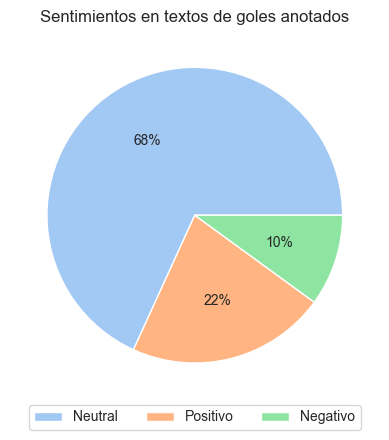 Sentimientos en textos de goles anotados
68%
10%
22%
Neutral Positivo Negativo